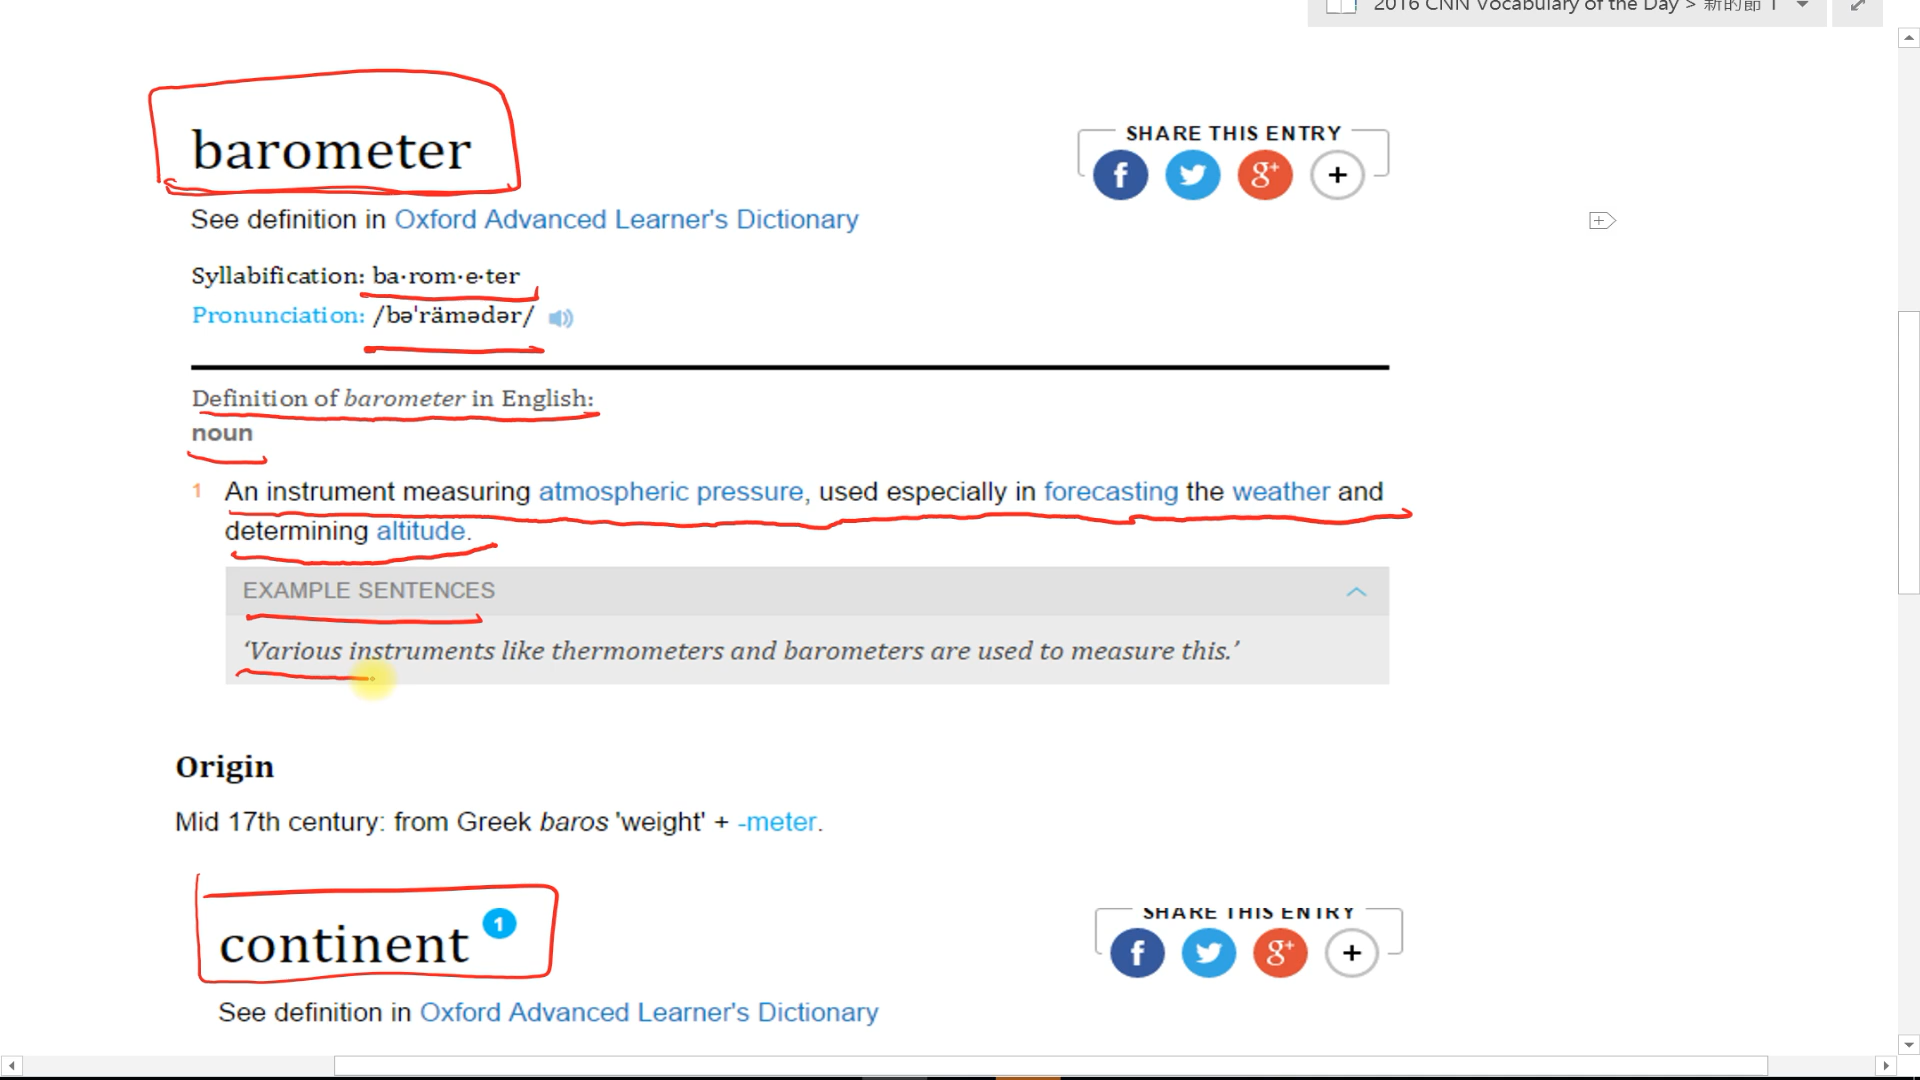 2016 CNN Vocabulary of the Day > 新的節 1
barometer
SHARE THIS ENTRY
See definition in Oxford Advanced Learner's Dictionary
Syllabification: ba·rom·e·ter
Pronunciation: /bəˈrämədər/
Definition of barometer in English:
noun
1 An instrument measuring atmospheric pressure, used especially in forecasting the weather and
determining altitude.
EXAMPLE SENTENCES
‘Various instruments like thermometers and barometers are used to measure this.’
Origin
Mid 17th century: from Greek baros 'weight' + -meter.
continent 1
SHARE THIS ENTRY
See definition in Oxford Advanced Learner's Dictionary